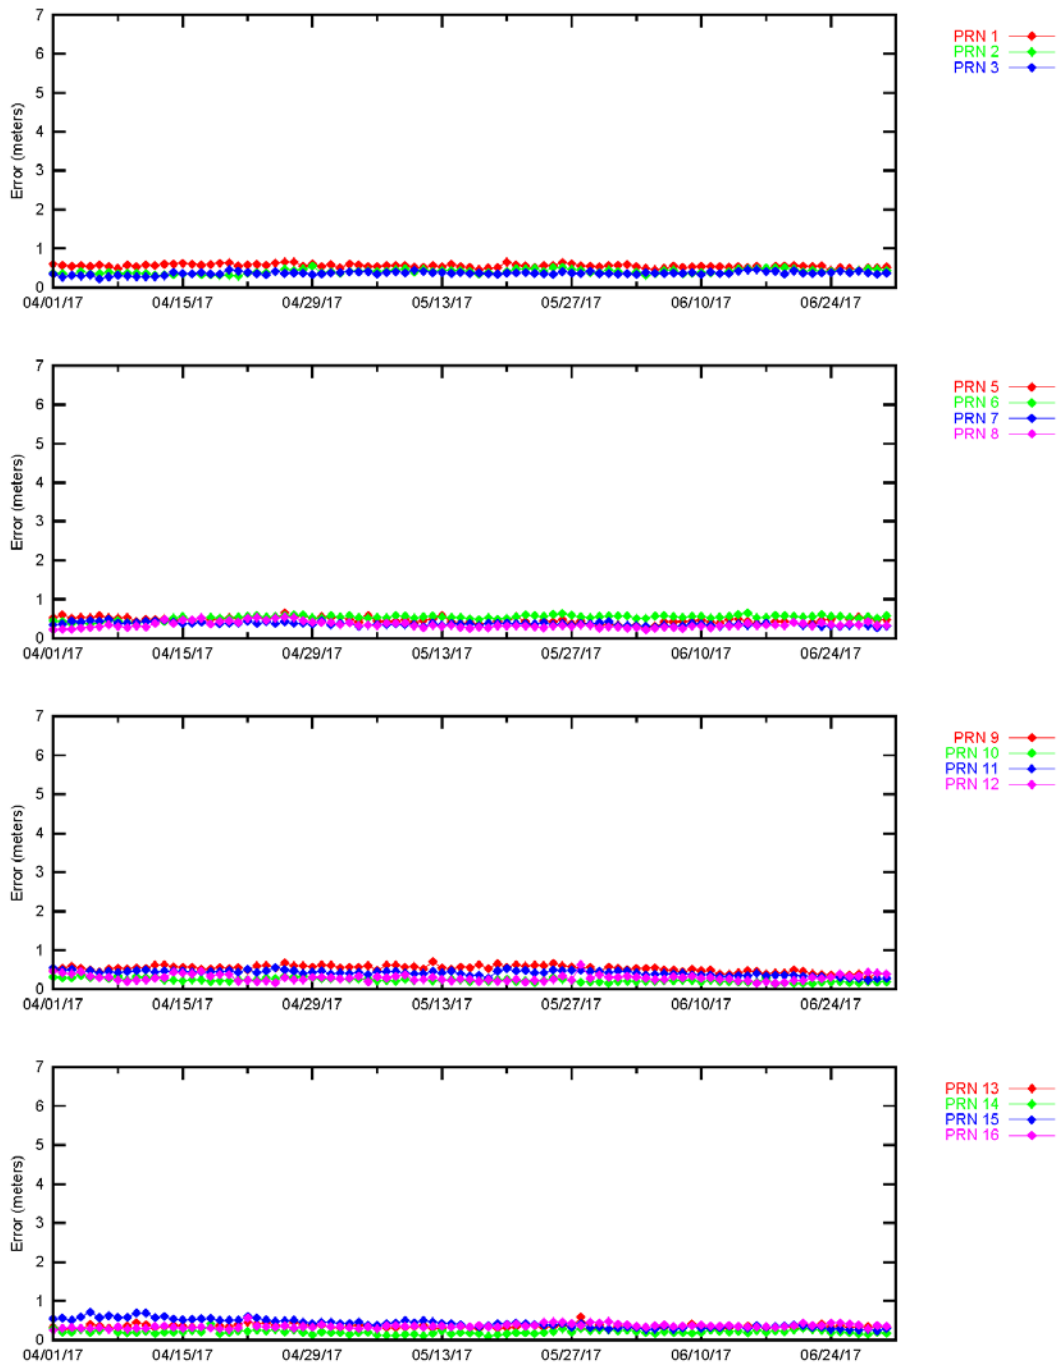 7
6
5
4
3
2
1
0
Error (meters)
04/01/17 04/15/17 04/29/17 05/13/17 05/27/17 06/10/17 06/24/17
PRN 1
PRN 2
PRN 3
7
6
5
4
3
2
1
0
Error (meters)
04/01/17 04/15/17 04/29/17 05/13/17 05/27/17 06/10/17 06/24/17
PRN 5
PRN 6
PRN 7
PRN 8
7
6
5
4
3
2
1
0
Error (meters)
04/01/17 04/15/17 04/29/17 05/13/17 05/27/17 06/10/17 06/24/17
PRN 9
PRN 10
PRN 11
PRN 12
7
6
5
4
3
2
1
0
Error (meters)
04/01/17 04/15/17 04/29/17 05/13/17 05/27/17 06/10/17 06/24/17
PRN 13
PRN 14
PRN 15
PRN 16